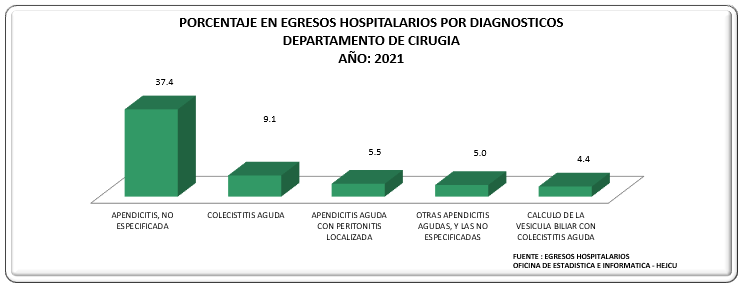 PORCENTAJE EN EGRESOS HOSPITALARIOS POR DIAGNOSTICOS
DEPARTAMENTO DE CIRUGIA
AÑO: 2021
37.4
9.1
5.5
5.0
4.4
APENDICITIS, NO
ESPECIFICADA
COLECISTITIS AGUDA
APENDICITIS AGUDA
CON PERITONITIS
LOCALIZADA
OTRAS APENDICITIS
AGUDAS, Y LAS NO
ESPECIFICADAS
CALCULO DE LA
VESICULA BILIAR CON
COLECISTITIS AGUDA
FUENTE : EGRESOS HOSPITALARIOS
OFICINA DE ESTADISTICA E INFORMATICA - HEJCU